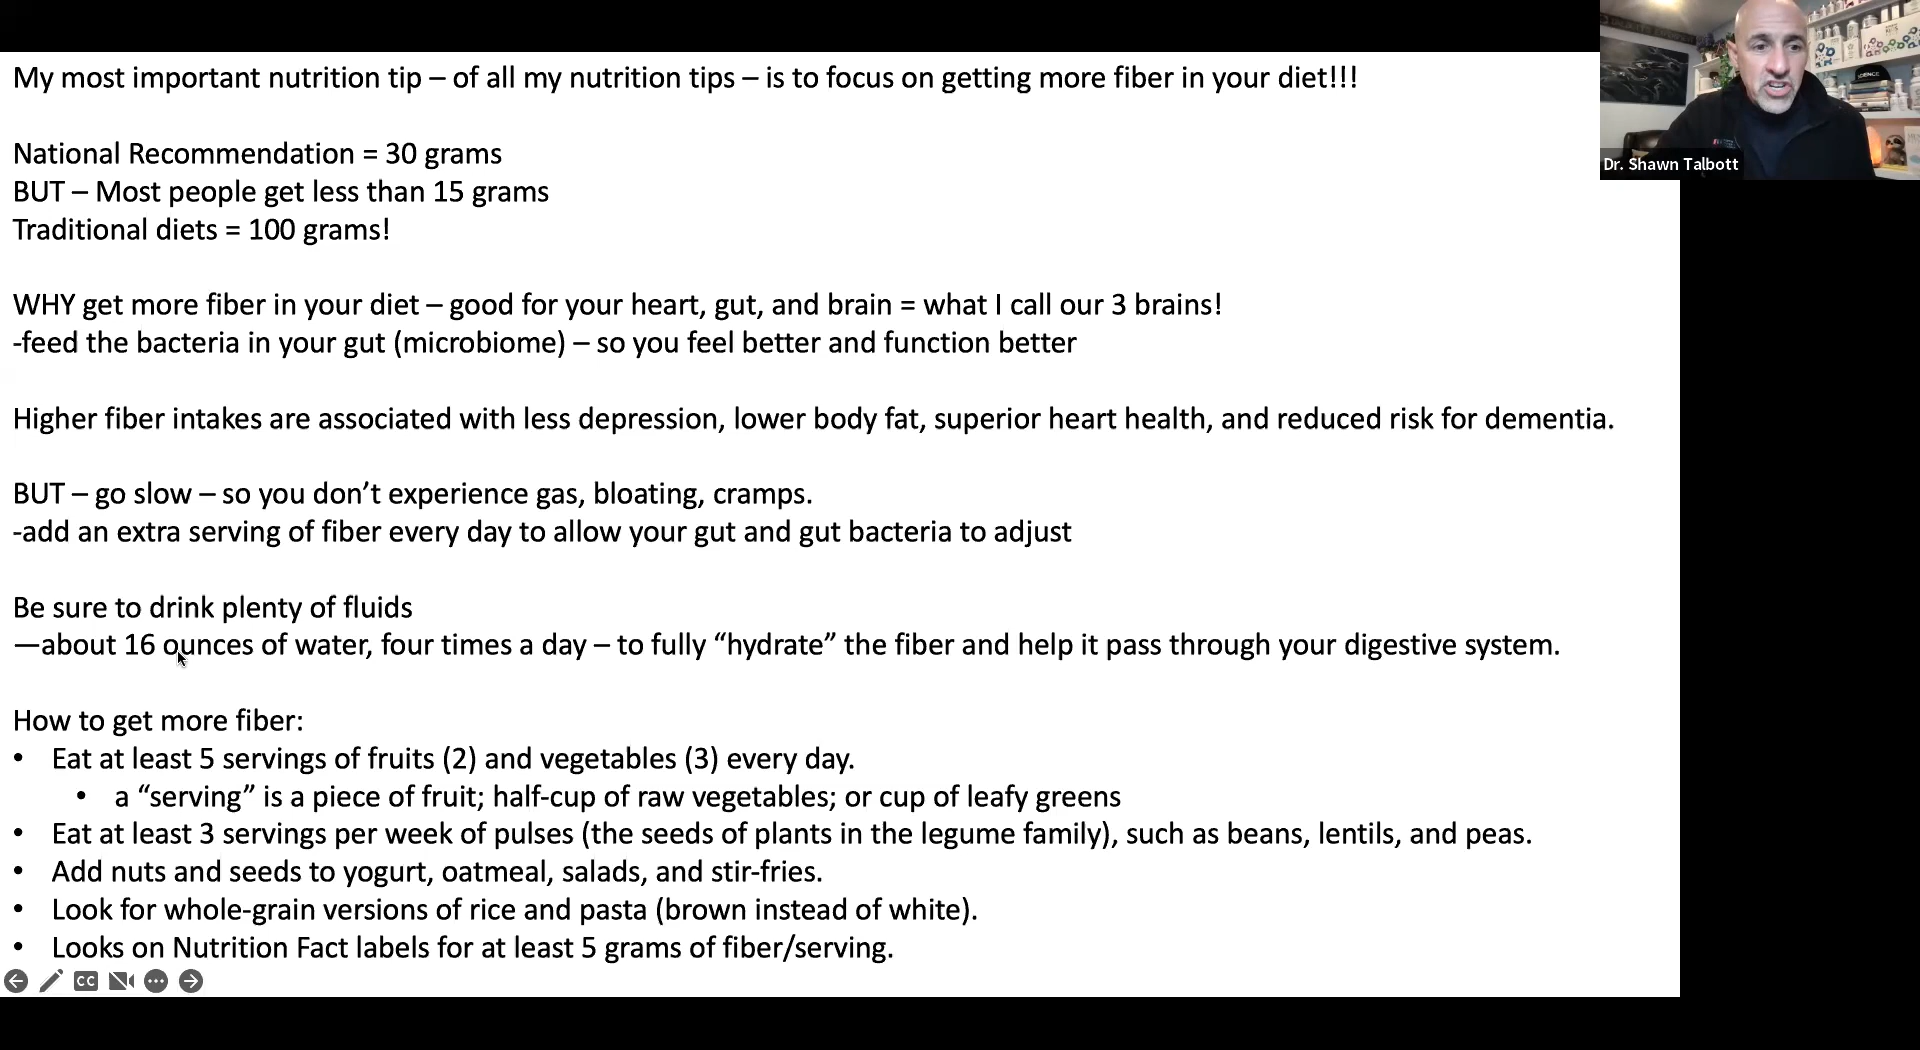 My most important nutrition tip – of all my nutrition tips – is to focus on getting more fiber in your diet!!!
National Recommendation = 30 grams
BUT – Most people get less than 15 grams
Traditional diets = 100 grams!
WHY get more fiber in your diet – good for your heart, gut, and brain = what I call our 3 brains!
-feed the bacteria in your gut (microbiome) – so you feel better and function better
Higher fiber intakes are associated with less depression, lower body fat, superior heart health, and reduced risk for dementia.
BUT – go slow – so you don’t experience gas, bloating, cramps.
-add an extra serving of fiber every day to allow your gut and gut bacteria to adjust
Be sure to drink plenty of fluids
—about 16 ounces of water, four times a day – to fully “hydrate” the fiber and help it pass through your digestive system.
How to get more fiber:
• Eat at least 5 servings of fruits (2) and vegetables (3) every day.
• a “serving” is a piece of fruit; half-cup of raw vegetables; or cup of leafy greens
• Eat at least 3 servings per week of pulses (the seeds of plants in the legume family), such as beans, lentils, and peas.
• Add nuts and seeds to yogurt, oatmeal, salads, and stir-fries.
• Look for whole-grain versions of rice and pasta (brown instead of white).
• Looks on Nutrition Fact labels for at least 5 grams of fiber/serving.
CC
Dr. Shawn Talbott